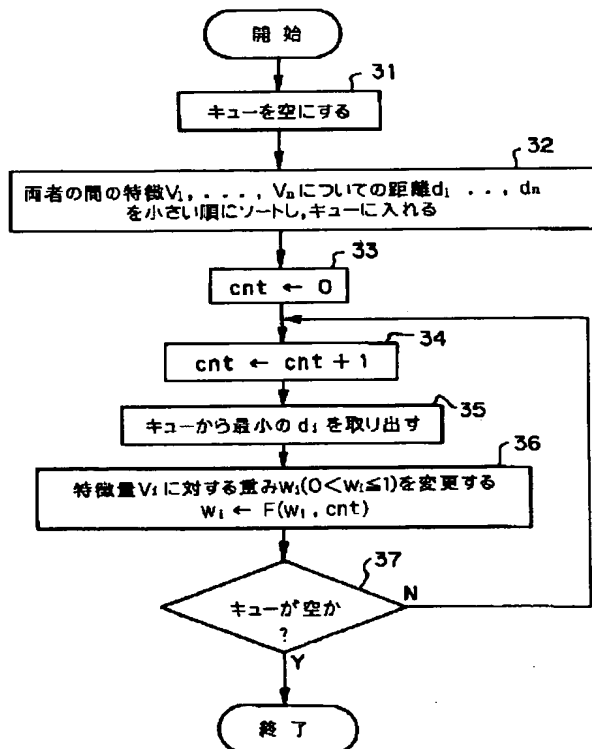 開始
31
キューを空にする
32
両者の間の特徴V1, . . . . , Vnについての距離d1 . . , dn
を小さい順にソートし,キューに入れる
33
cnt ← 0
34
cnt ← cnt + 1
35
キューから最小のdiを取り出す
36
特徴量Viに対する重みwi(0<wi≦1)を変更する
wi ← F(wi, cnt)
37
キューが空か
?
N
Y
終了